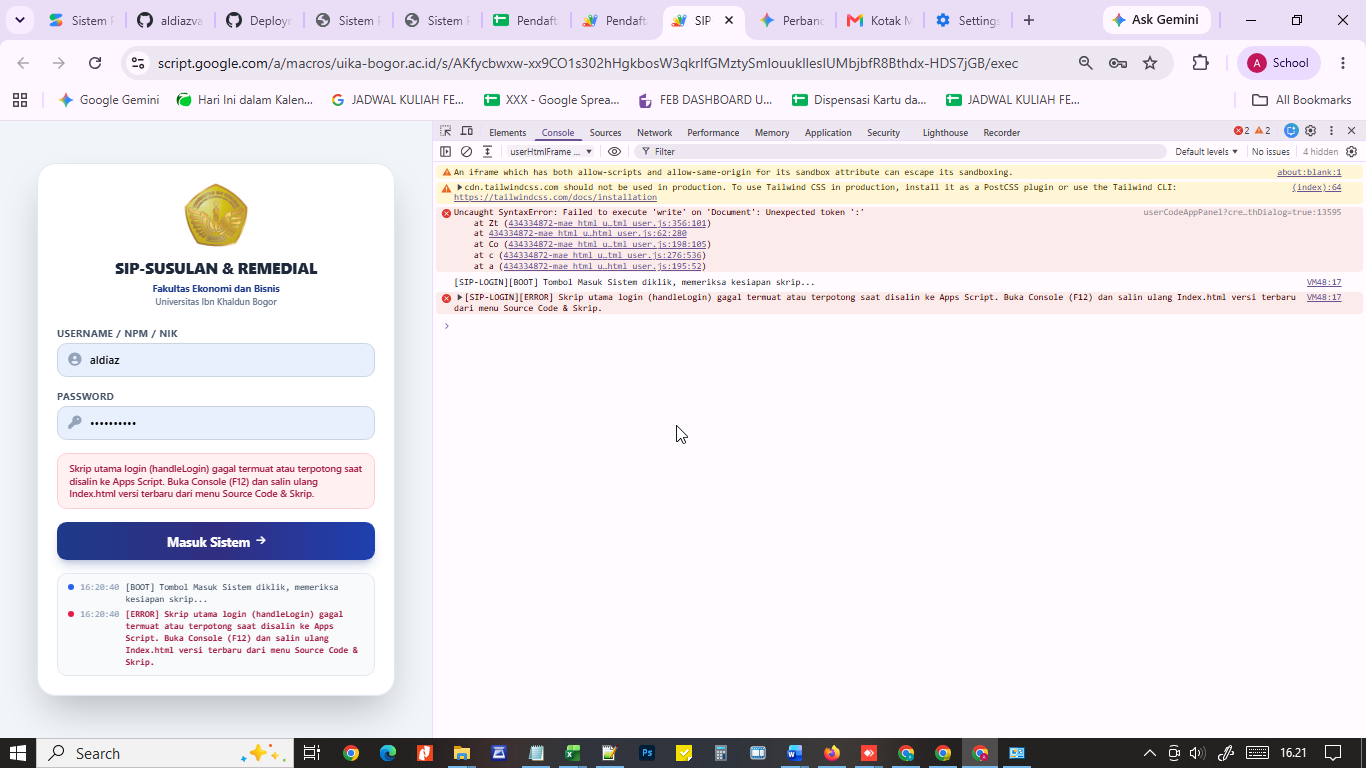 Sistem
aldiazva
Deploy
Sistem
Sistem
Pendaft
Pendaft
SIP
Perban
Kotak M
Settings
Ask Gemini
script.google.com/a/macros/uika-bogor.ac.id/s/
School
Google Gemini
Hari Ini dalam Kalen...
JADWAL KULIAH FE...
XXX - Google Sprea...
FEB DASHBOARD U...
Dispensasi Kartu da...
JADWAL KULIAH FE...
All Bookmarks
Elements Console Sources Network Performance Memory Application Security Lighthouse Recorder
2 2
userHtmlFrame ...
Filter
Default levels
No issues
4 hidden
An iframe which has both allow-scripts and allow-same-origin for its sandbox attribute can escape its sandboxing. about:blank:1
cdn.tailwindcss.com should not be used in production. To use Tailwind CSS in production, install it as a PostCSS plugin or use the Tailwind CLI: (index):64
https://tailwindcss.com/docs/installation
Uncaught SyntaxError: Failed to execute 'write' on 'Document': Unexpected token ':' userCodeAppPanel?cre…thDialog=true:13595
at Zt (434334872-mae_html_u…tml_user.js:356:101)
at 434334872-mae_html_u…html_user.js:62:280
at Co (434334872-mae_html_u…tml_user.js:198:105)
at c (434334872-mae_html_u…tml_user.js:276:536)
at a (434334872-mae_html_u…html_user.js:195:52)
[SIP-LOGIN][BOOT] Tombol Masuk Sistem diklik, memeriksa kesiapan skrip... VM48:17
[SIP-LOGIN][ERROR] Skrip utama login (handleLogin) gagal termuat atau terpotong saat disalin ke Apps Script. Buka Console (F12) dan salin ulang Index.html versi terbaru VM48:17
dari menu Source Code & Skrip.
SIP-SUSULAN & REMEDIAL
Fakultas Ekonomi dan Bisnis
Universitas Ibn Khaldun Bogor
USERNAME / NPM / NIK
aldiaz
PASSWORD
••••••••••
Skrip utama login (handleLogin) gagal termuat atau terpotong saat
disalin ke Apps Script. Buka Console (F12) dan salin ulang
Index.html versi terbaru dari menu Source Code & Skrip.
Masuk Sistem →
16:20:40 [BOOT] Tombol Masuk Sistem diklik, memeriksa
kesiapan skrip...
16:20:40 [ERROR] Skrip utama login (handleLogin) gagal
termuat atau terpotong saat disalin ke Apps
Script. Buka Console (F12) dan salin ulang
Index.html versi terbaru dari menu Source Code &
Skrip.
Search
16.21